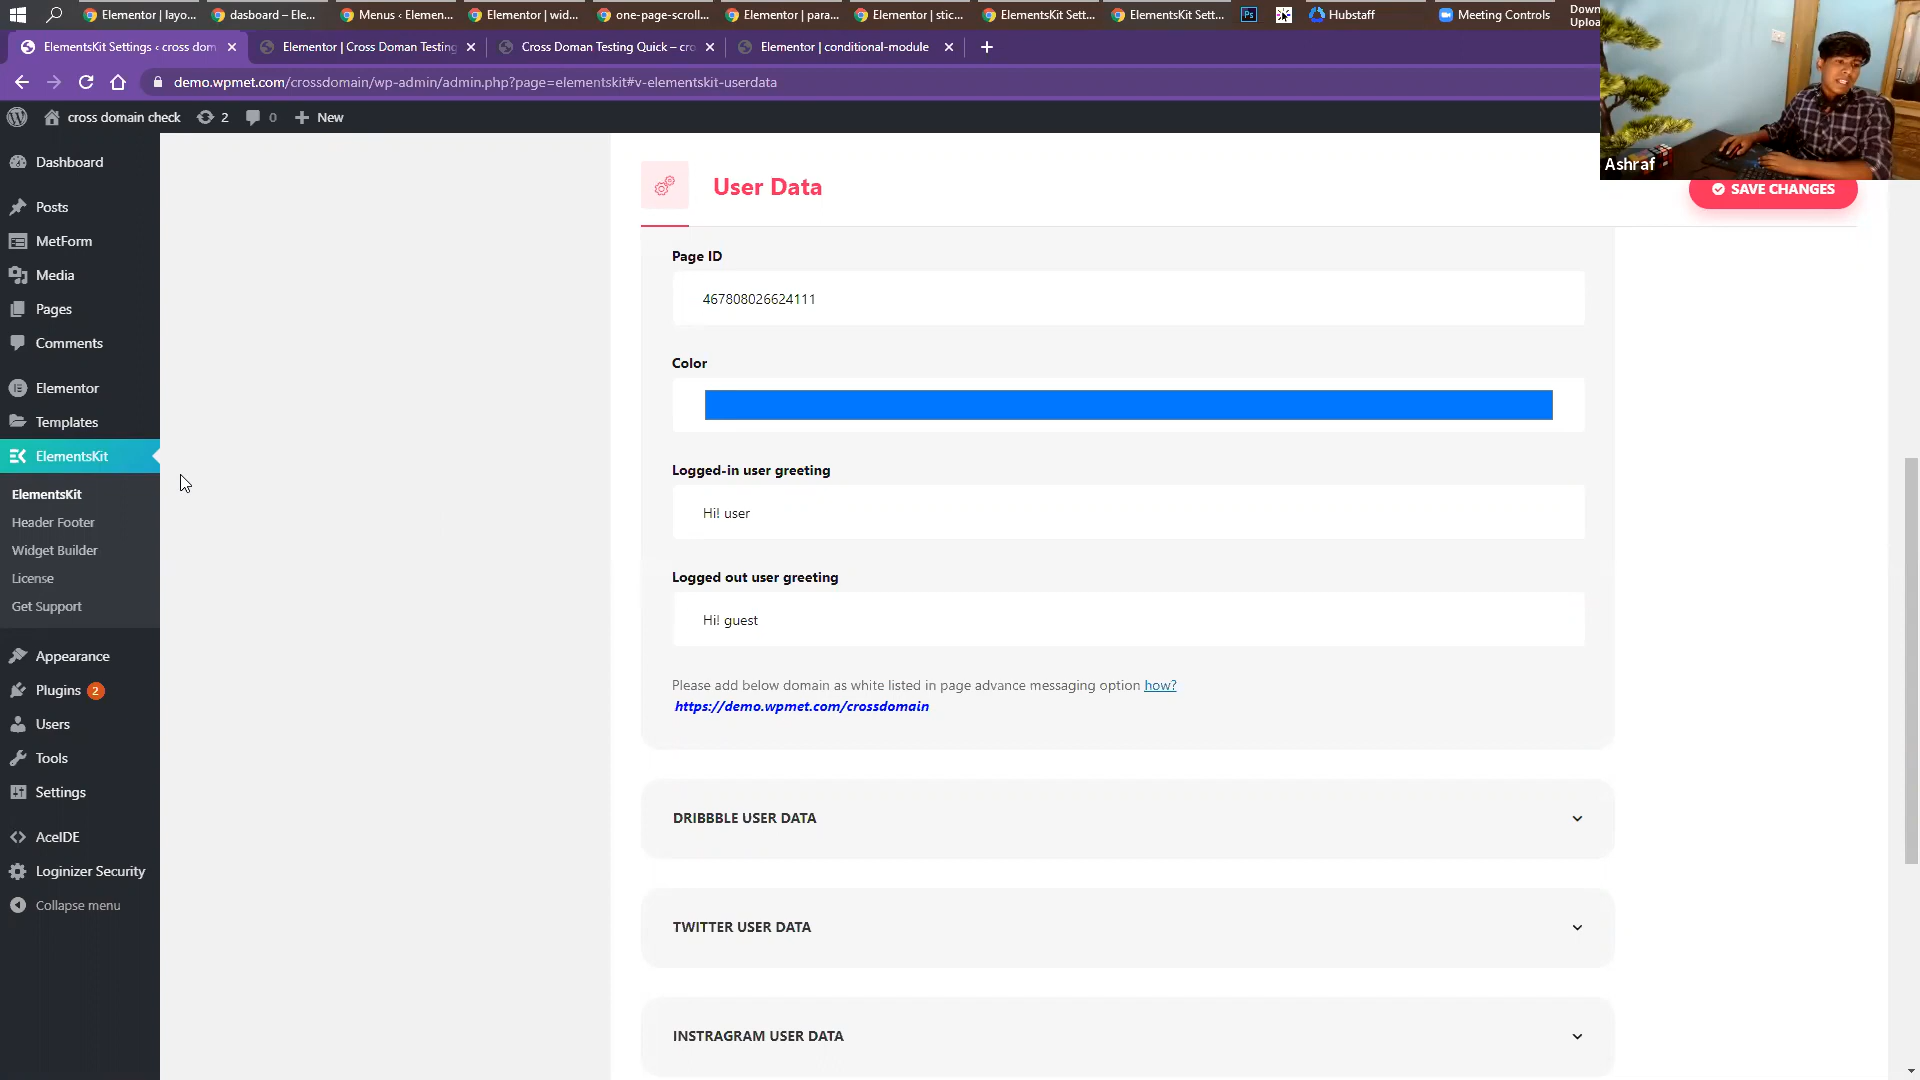 Elementor | layo...
dasboard – Ele...
Menus ‹ Elemen...
Elementor | wid...
one-page-scroll...
Elementor | para...
Elementor | stic...
ElementsKit Sett...
ElementsKit Sett...
Ps
Hubstaff
Meeting Controls
Down
Uploa
ElementsKit Settings ‹ cross dom
Elementor | Cross Doman Testing
Cross Doman Testing Quick – cro
Elementor | conditional-module
demo.wpmet.com/crossdomain/wp-admin/admin.php?page=elementskit#v-elementskit-userdata
cross domain check
2
0
New
Ashraf
Dashboard
Posts
MetForm
Media
Pages
Comments
Elementor
Templates
ElementsKit
ElementsKit
Header Footer
Widget Builder
License
Get Support
Appearance
Plugins 2
Users
Tools
Settings
AceIDE
Loginizer Security
Collapse menu
User Data
SAVE CHANGES
Page ID
467808026624111
Color
Logged-in user greeting
Hi! user
Logged out user greeting
Hi! guest
Please add below domain as white listed in page advance messaging option how?
https://demo.wpmet.com/crossdomain
DRIBBBLE USER DATA
TWITTER USER DATA
INSTRAGRAM USER DATA